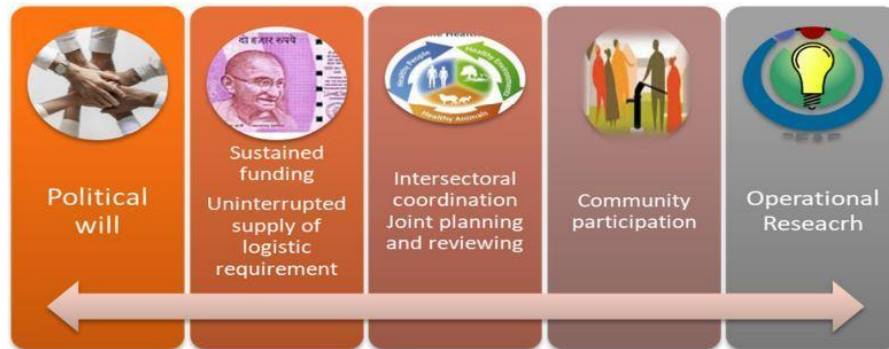 Political
will
दो हजार रुपये
Sustained
funding
Uninterrupted
supply of
logistic
requirement
Healthy People
Healthy Environment
Healthy Animals
Intersectoral
coordination
Joint planning
and reviewing
Community
participation
Operational
Reseacrh